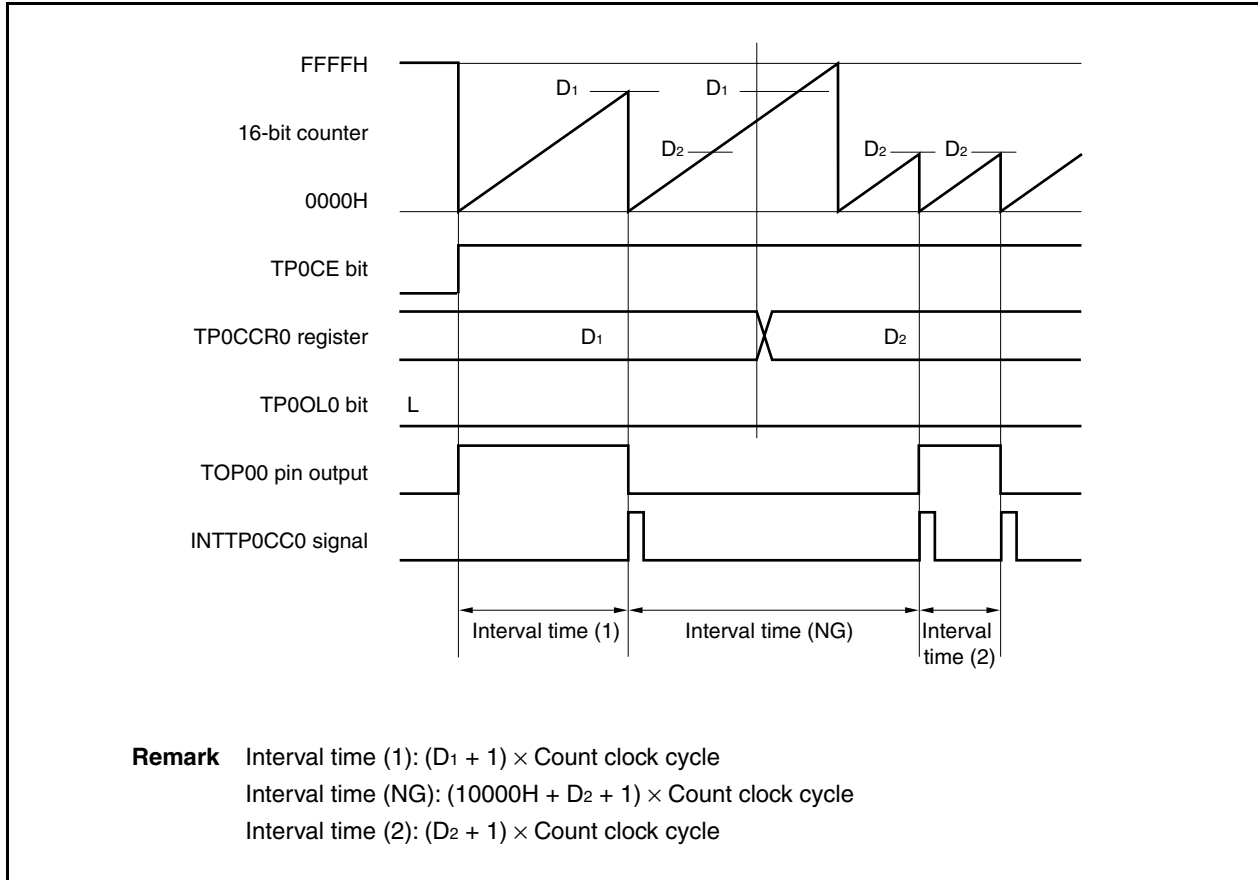 FFFFH
D₁
D₁
16-bit counter
D₂
D₂
D₂
0000H
TP0CE bit
TP0CCR0 register
D₁
D₂
TP0OL0 bit
L
TOP00 pin output
INTTP0CC0 signal
Interval time (1)
Interval time (NG)
Interval
time (2)
Remark Interval time (1): (D₁ + 1) × Count clock cycle
Interval time (NG): (10000H + D₂ + 1) × Count clock cycle
Interval time (2): (D₂ + 1) × Count clock cycle